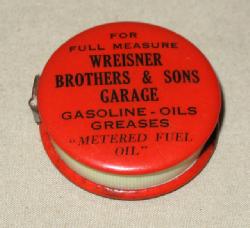 FOR
FULL MEASURE
WREISNER
BROTHERS & SONS
GARAGE
GASOLINE - OILS
GREASES
"METERED FUEL
OIL"